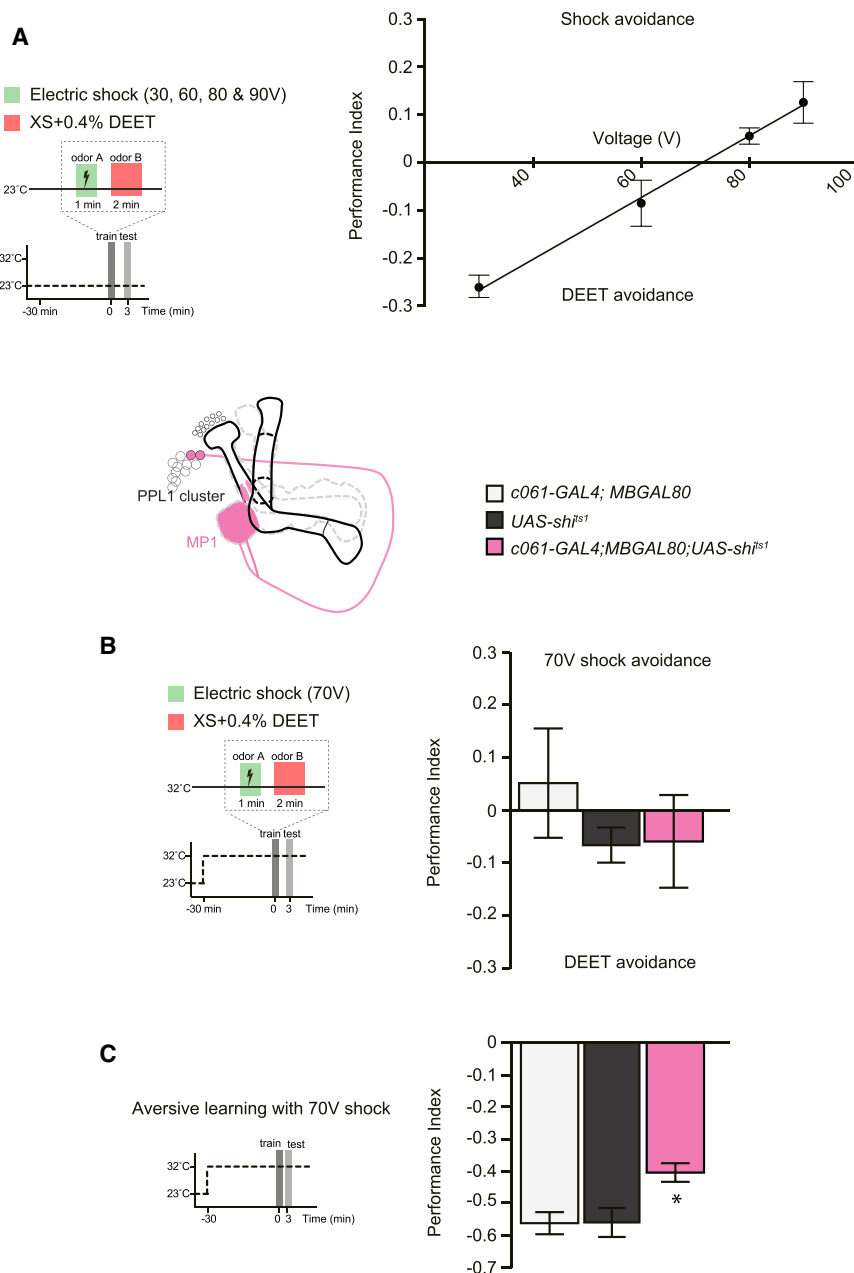 A
Electric shock (30, 60, 80 & 90V)
XS+0.4% DEET
odor A odor B
23˚C
1 min 2 min
train test
32˚C
23˚C
-30 min 0 3 Time (min)
Performance Index
0.3
0.2
0.1
0
-0.1
-0.2
-0.3
Shock avoidance
Voltage (V)
40 60 80 100
DEET avoidance
PPL1 cluster
MP1
c061-GAL4; MBGAL80
UAS-shits1
c061-GAL4;MBGAL80;UAS-shits1
B
Electric shock (70V)
XS+0.4% DEET
odor A odor B
32˚C
1 min 2 min
train test
32˚C
23˚C
-30 min 0 3 Time (min)
Performance Index
0.3
0.2
0.1
0
-0.1
-0.2
-0.3
70V shock avoidance
DEET avoidance
C
Aversive learning with 70V shock
train test
32˚C
23˚C
-30 0 3 Time (min)
Performance Index
0
-0.1
-0.2
-0.3
-0.4
-0.5
-0.6
-0.7
*